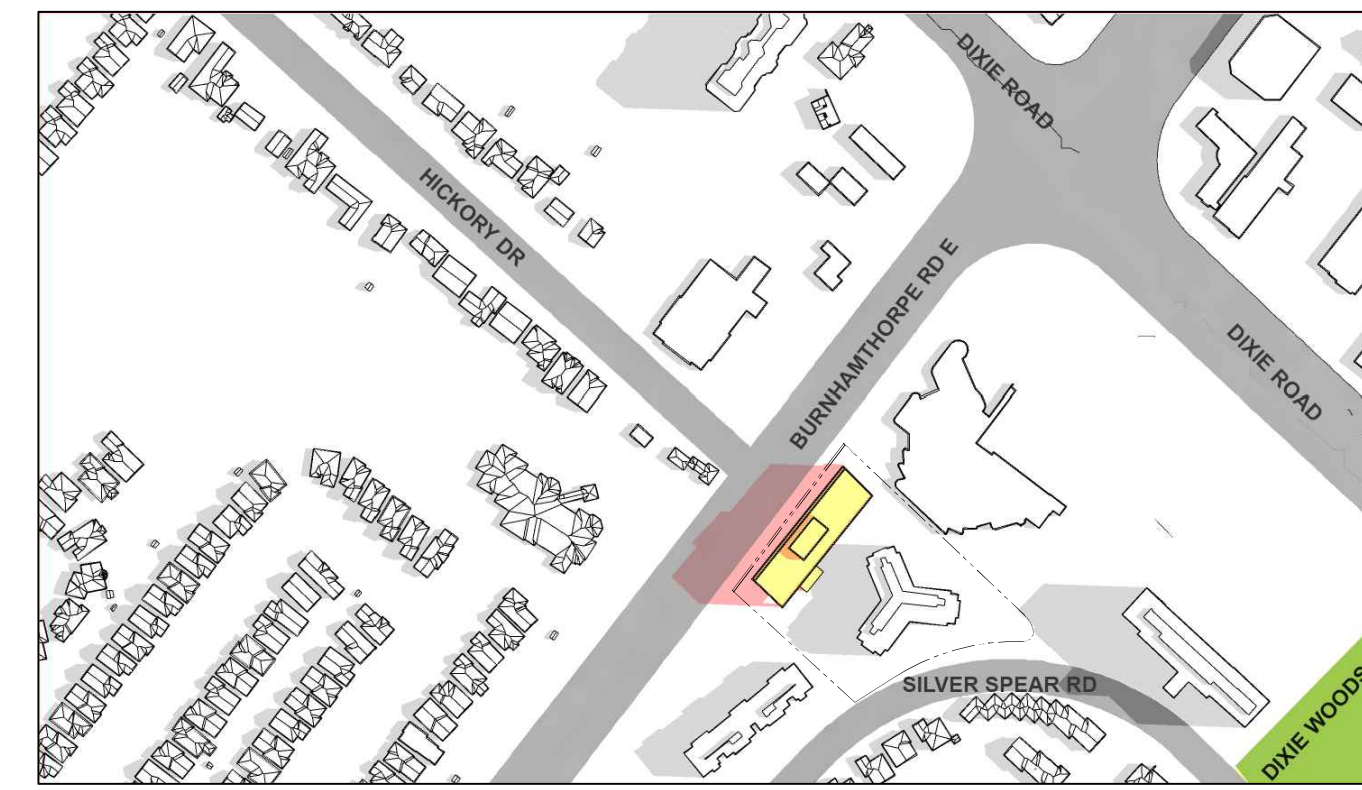 DIXIE ROAD
HICKORY DR
BURNHAMTHORPE RD E
DIXIE ROAD
SILVER SPEAR RD
DIXIE WOODS